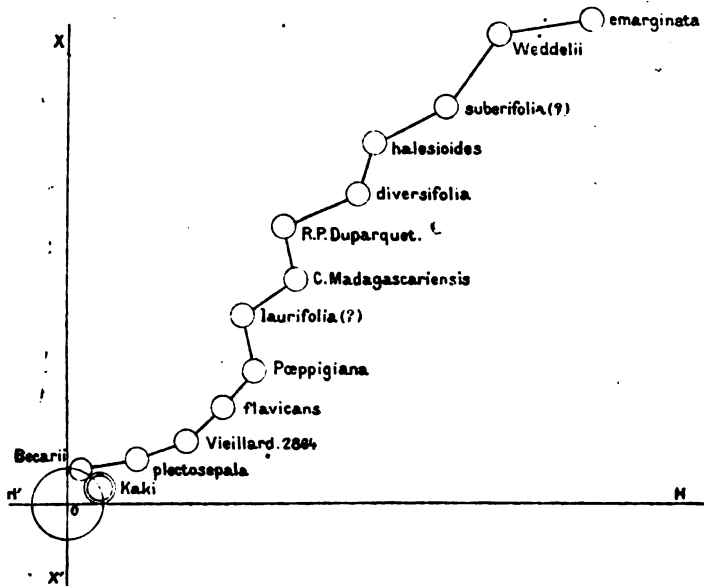 X
emarginata
Weddelii
suberifolia (?)
halesioides
diversifolia
R.P. Duparquet.
C. Madagascariensis
laurifolia (?)
Pœppigiana
flavicans
Vieillard. 2864
Becarii
plectosepala
Kaki
H'
H
o
X'